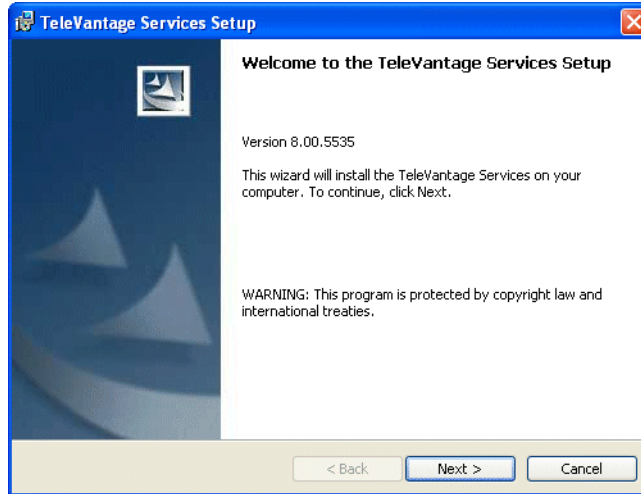 TeleVantage Services Setup
Welcome to the TeleVantage Services Setup
Version 8.00.5535
This wizard will install the TeleVantage Services on your
computer. To continue, click Next.
WARNING: This program is protected by copyright law and
international treaties.
< Back
Next >
Cancel